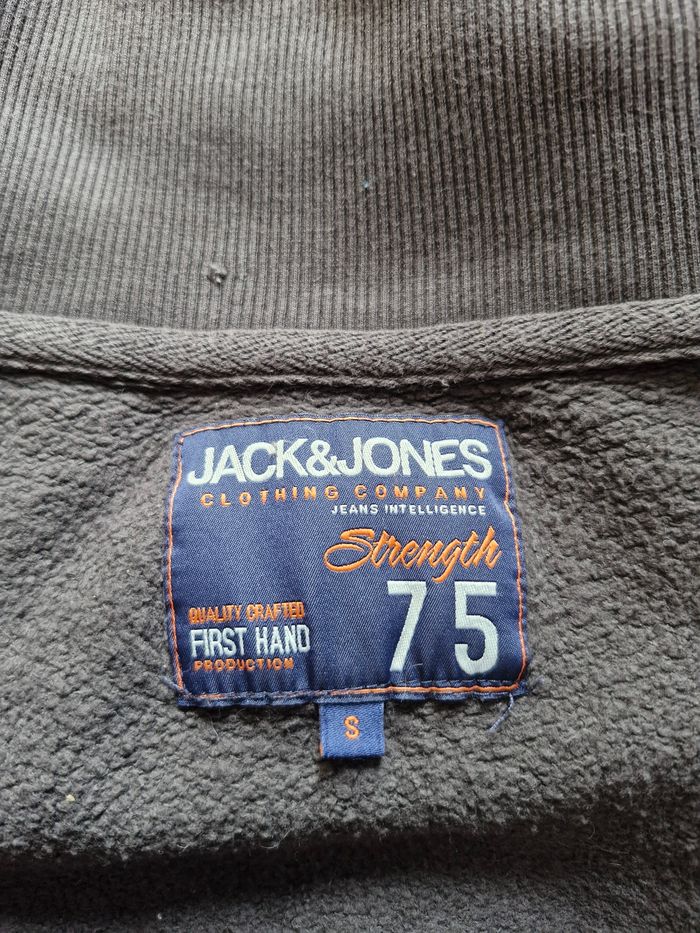 JACK&JONES
CLOTHING COMPANY
JEANS INTELLIGENCE
Strength
75
QUALITY CRAFTED
FIRST HAND
PRODUCTION
S